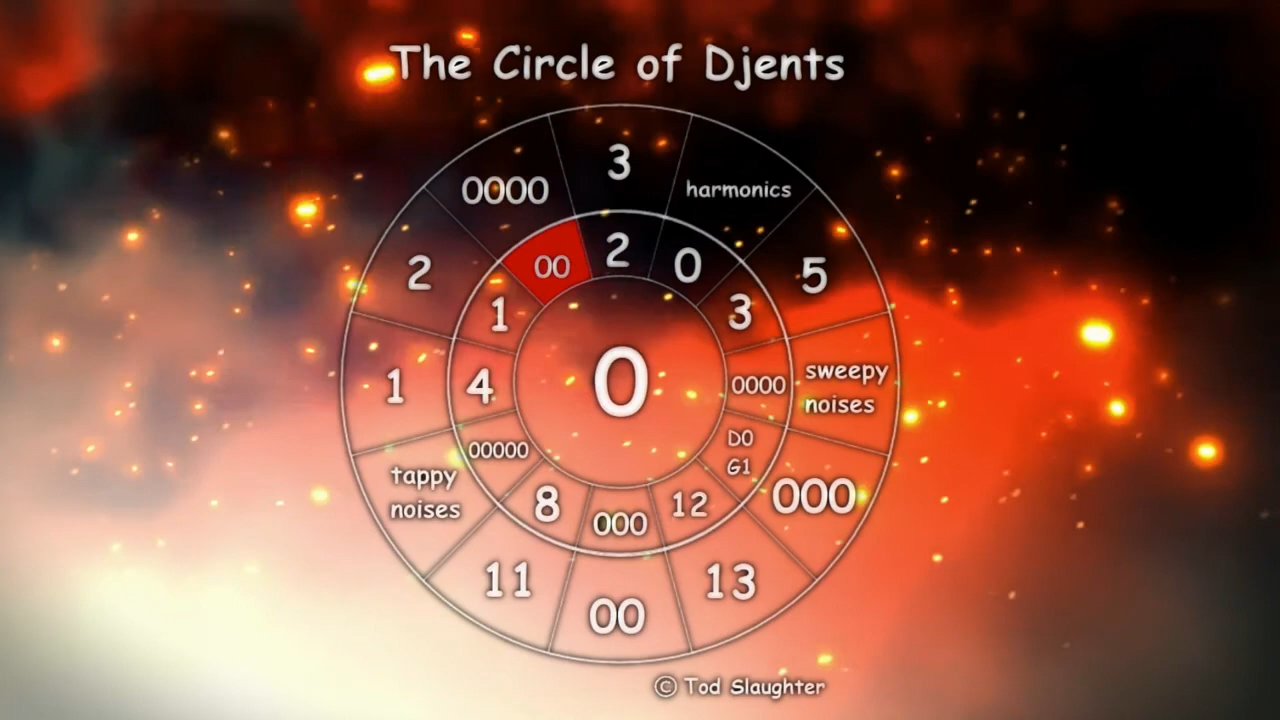 The Circle of Djents
3
0000
harmonics
2
00
2
0
5
1
3
1
4
0
0000
sweepy
noises
00000
D0
G1
tappy
noises
8
000
12
000
11
00
13
© Tod Slaughter